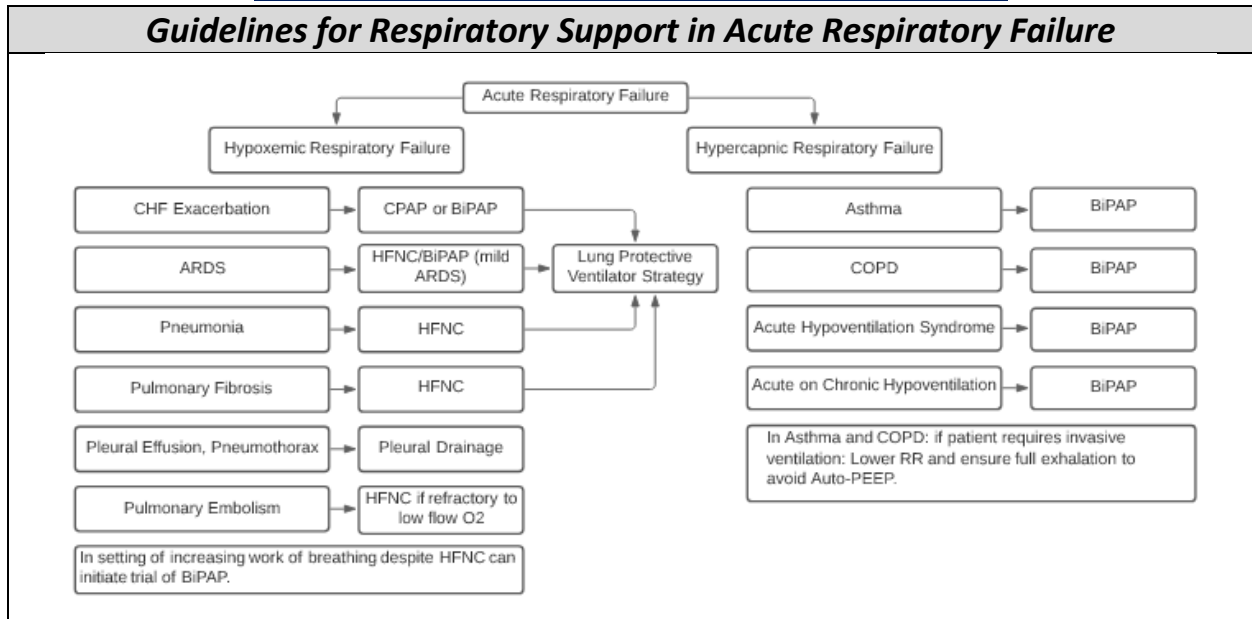 Guidelines for Respiratory Support in Acute Respiratory Failure
Acute Respiratory Failure
Hypoxemic Respiratory Failure
Hypercapnic Respiratory Failure
CHF Exacerbation
CPAP or BiPAP
ARDS
HFNC/BiPAP (mild
ARDS)
Lung Protective
Ventilator Strategy
Pneumonia
HFNC
Pulmonary Fibrosis
HFNC
Pleural Effusion, Pneumothorax
Pleural Drainage
Pulmonary Embolism
HFNC if refractory to
low flow O2
In setting of increasing work of breathing despite HFNC can
initiate trial of BiPAP.
Asthma
BiPAP
COPD
BiPAP
Acute Hypoventilation Syndrome
BiPAP
Acute on Chronic Hypoventilation
BiPAP
In Asthma and COPD: if patient requires invasive
ventilation: Lower RR and ensure full exhalation to
avoid Auto-PEEP.